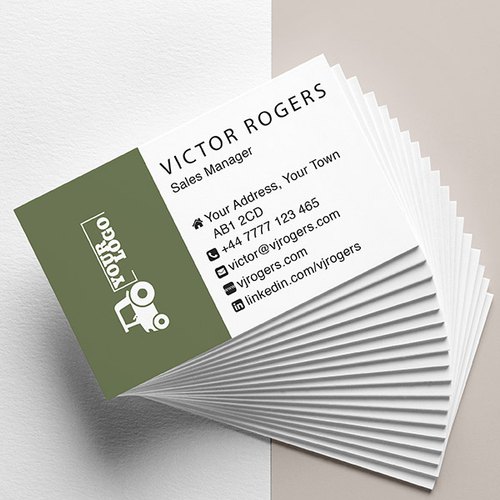 VICTOR ROGERS
Sales Manager
Your Address, Your Town
AB1 2CD
+44 7777 123 465
victor@vjrogers.com
vjrogers.com
linkedin.com/vjrogers
YOUR
LOGO